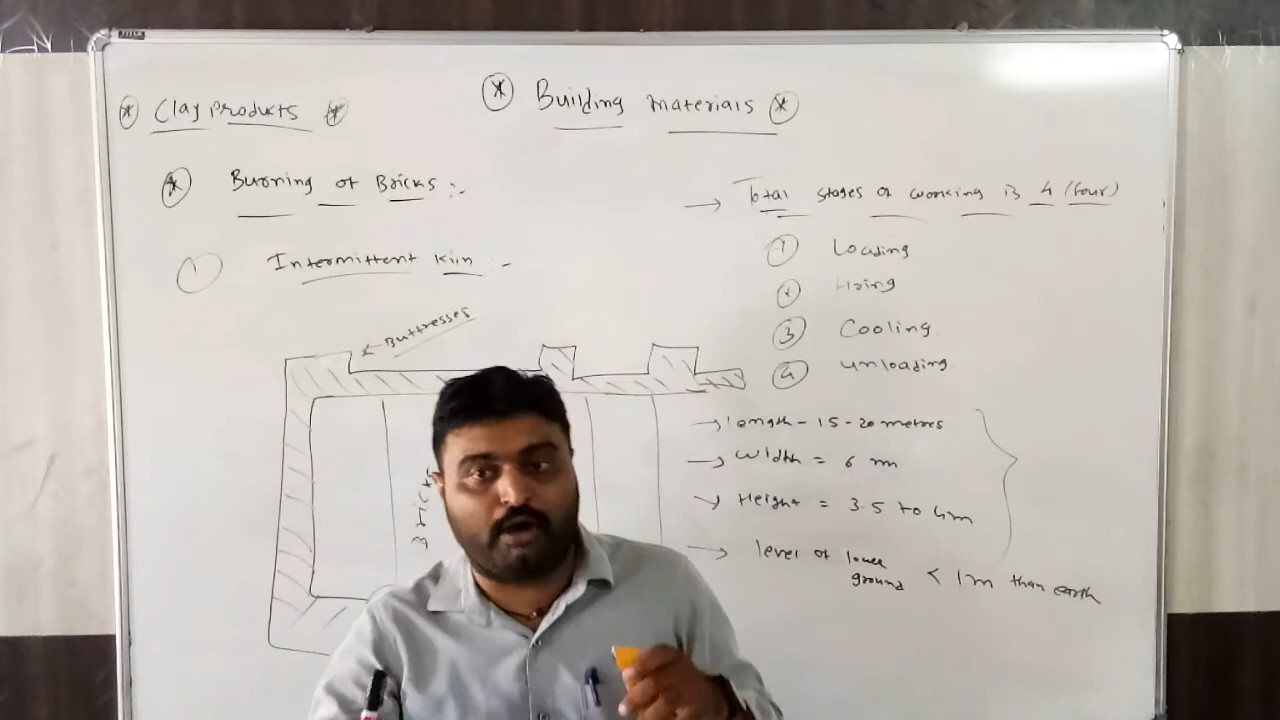 Building Materials
Clay Products
Burning of Bricks :-
① Intermittent Kiln -
Buttresses
Bricks
→ Total stages of working is 4 (four)
① Loading
② Firing
③ Cooling
④ unloading
→ Length - 15 - 20 metres
→ Width = 6 m
→ Height = 3.5 to 4m
→ level of lower ground < 1m than earth